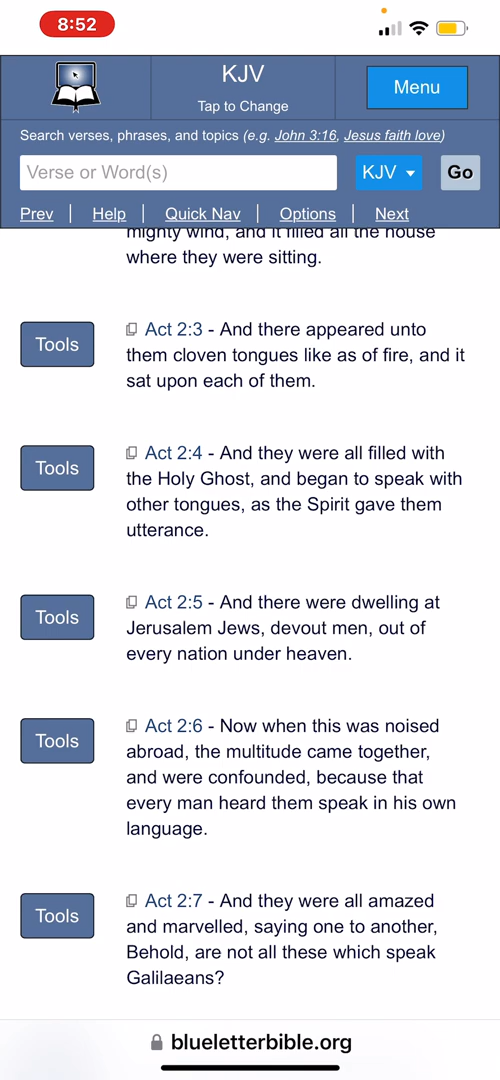 8:52
KJV
Tap to Change
Menu
Search verses, phrases, and topics (e.g. John 3:16, Jesus faith love)
Verse or Word(s)
KJV
Go
Prev | Help | Quick Nav | Options | Next
mighty wind, and it filled all the house
where they were sitting.
Tools
Act 2:3 - And there appeared unto
them cloven tongues like as of fire, and it
sat upon each of them.
Tools
Act 2:4 - And they were all filled with
the Holy Ghost, and began to speak with
other tongues, as the Spirit gave them
utterance.
Tools
Act 2:5 - And there were dwelling at
Jerusalem Jews, devout men, out of
every nation under heaven.
Tools
Act 2:6 - Now when this was noised
abroad, the multitude came together,
and were confounded, because that
every man heard them speak in his own
language.
Tools
Act 2:7 - And they were all amazed
and marvelled, saying one to another,
Behold, are not all these which speak
Galilaeans?
blueletterbible.org